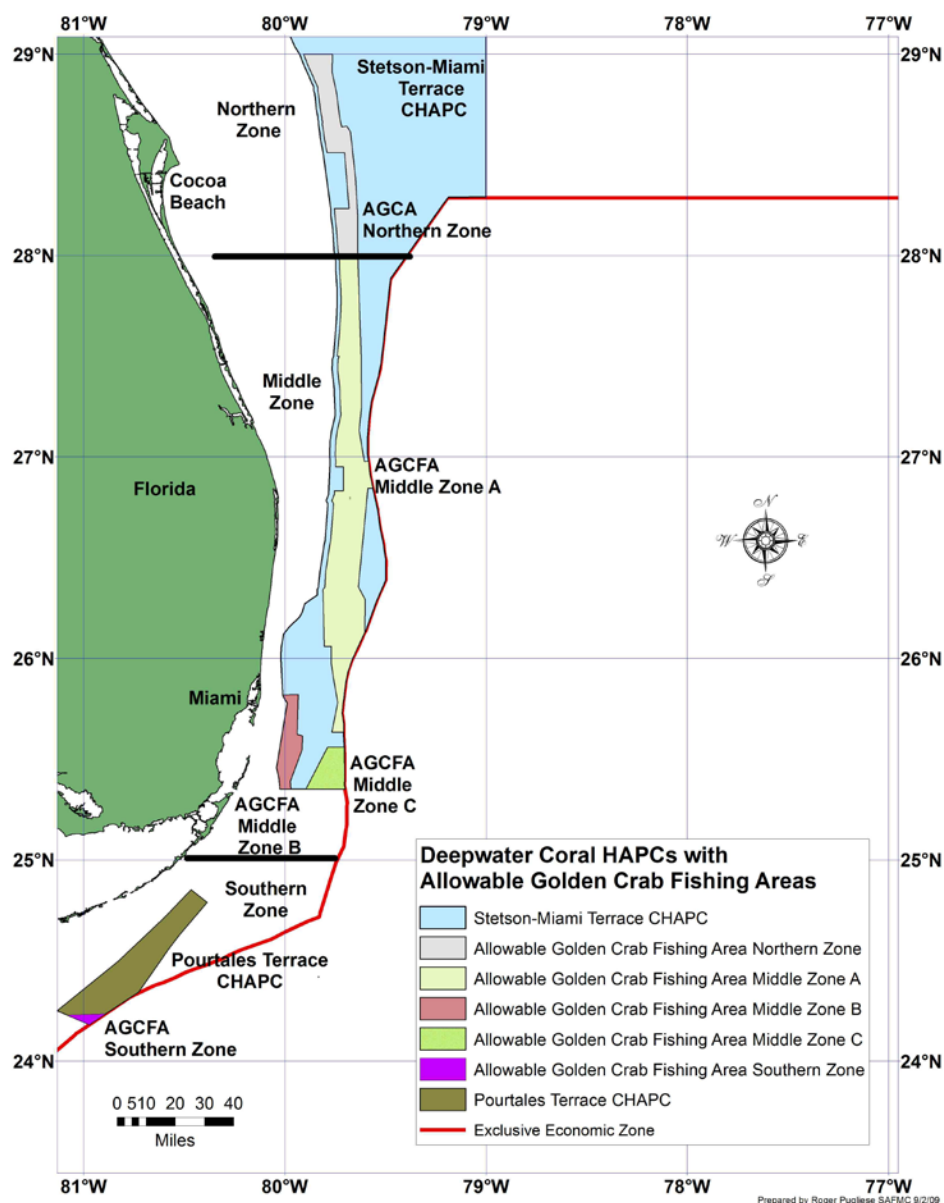 81°W 80°W 79°W 78°W 77°W
29°N 29°N
Stetson-Miami
Terrace
CHAPC
Northern
Zone
Cocoa
Beach
AGCA
Northern Zone
28°N 28°N
Middle
Zone
27°N 27°N
AGCFA
Middle Zone A
Florida
N
W E
S
26°N 26°N
Miami
AGCFA
Middle
Zone C
AGCFA
Middle
Zone B
25°N 25°N
Southern
Zone
Pourtales Terrace
CHAPC
AGCFA
Southern Zone
24°N 24°N
0 510 20 30 40
Miles
Deepwater Coral HAPCs with
Allowable Golden Crab Fishing Areas
Stetson-Miami Terrace CHAPC
Allowable Golden Crab Fishing Area Northern Zone
Allowable Golden Crab Fishing Area Middle Zone A
Allowable Golden Crab Fishing Area Middle Zone B
Allowable Golden Crab Fishing Area Middle Zone C
Allowable Golden Crab Fishing Area Southern Zone
Pourtales Terrace CHAPC
Exclusive Economic Zone
81°W 80°W 79°W 78°W 77°W
Prepared by Roger Pugliese SAFMC 9/2/09